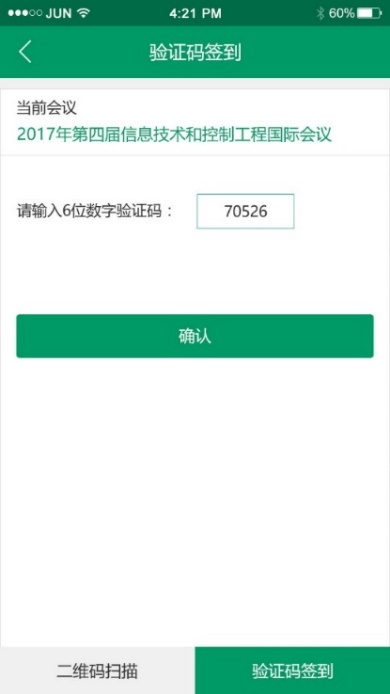 JUN
4:21 PM
60%
验证码签到
当前会议
2017年第四届信息技术和控制工程国际会议
请输入6位数字验证码：
70526
确认
二维码扫描
验证码签到